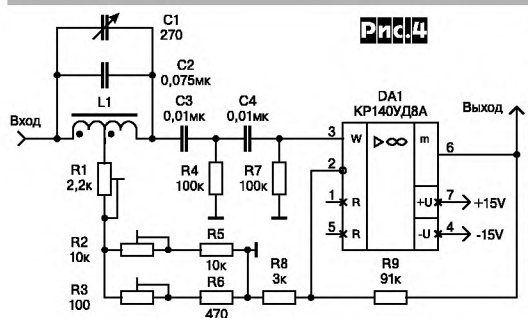 C1
270
C2
0,075мк
L1
Вход
C3
0,01мк
C4
0,01мк
Рис.4
DA1
КР140УД8А
Выход
3
W
▷∞
m
2
6
R1
2,2к
R4
100к
R7
100к
1
R
+U
7
+15V
5
R
-U
4
-15V
R2
10к
R5
10к
R3
100
R6
470
R8
3к
R9
91к